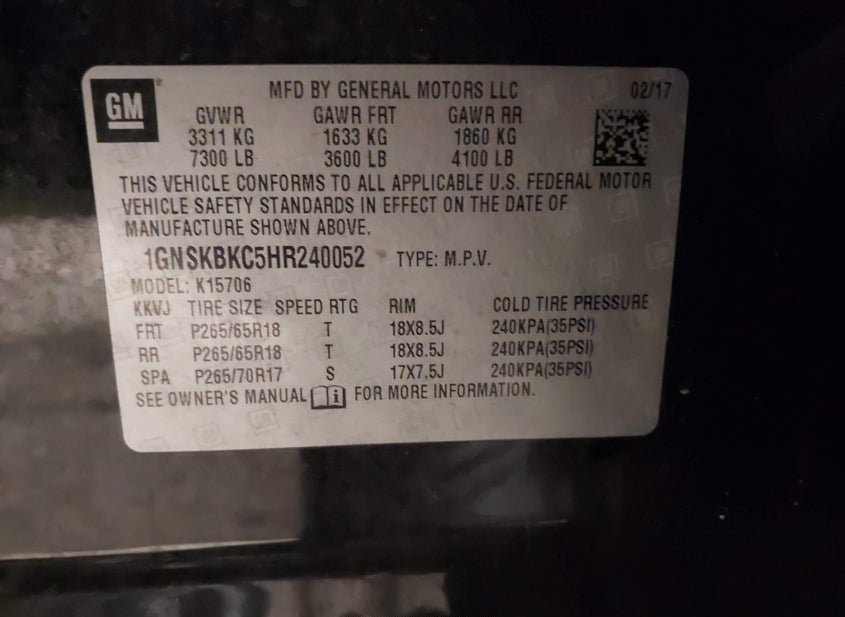 GM
MFD BY GENERAL MOTORS LLC 02/17
GVWR GAWR FRT GAWR RR
3311 KG 1633 KG 1860 KG
7300 LB 3600 LB 4100 LB
THIS VEHICLE CONFORMS TO ALL APPLICABLE U.S. FEDERAL MOTOR
VEHICLE SAFETY STANDARDS IN EFFECT ON THE DATE OF
MANUFACTURE SHOWN ABOVE.
1GNSKBKC5HR240052 TYPE: M.P.V.
MODEL: K15706
KKVJ TIRE SIZE SPEED RTG RIM COLD TIRE PRESSURE
FRT P265/65R18 T 18X8.5J 240KPA(35PSI)
RR P265/65R18 T 18X8.5J 240KPA(35PSI)
SPA P265/70R17 S 17X7.5J 240KPA(35PSI)
SEE OWNER'S MANUAL i FOR MORE INFORMATION.